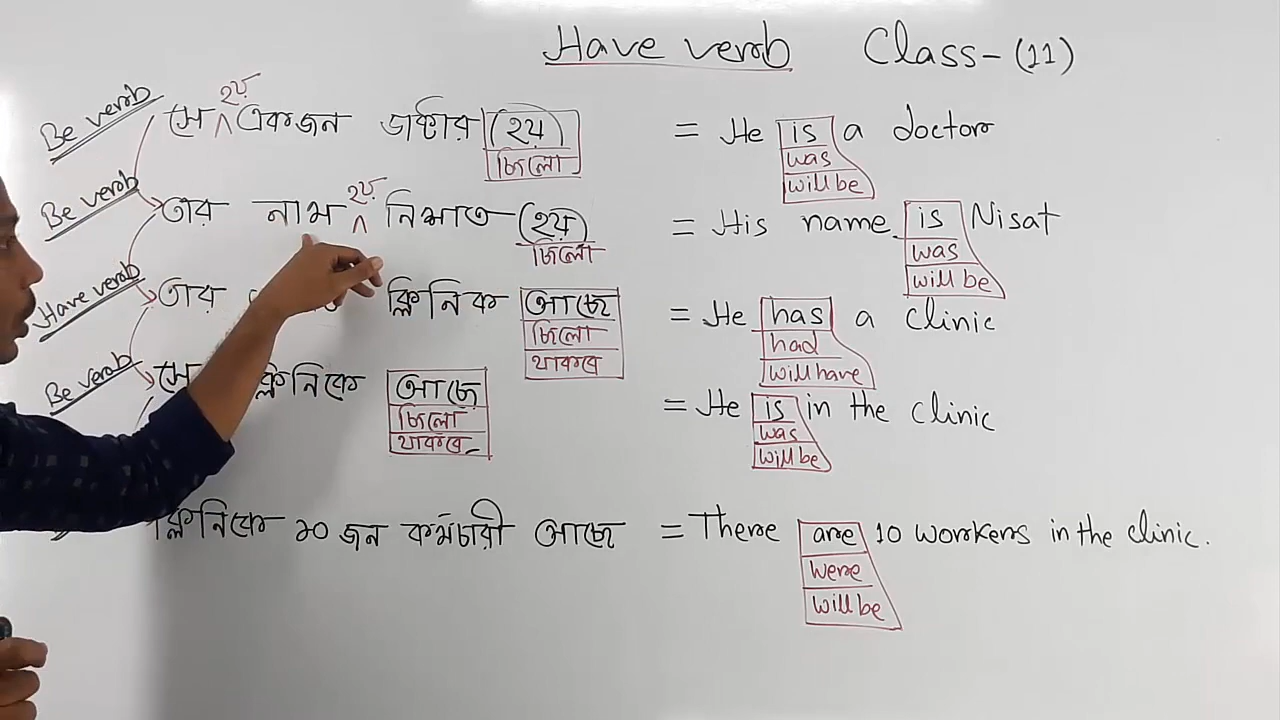 Have verb Class-(11)
Be verb সে হয় একজন ডাক্টার (হয়) = He is a doctor
ছিলো was
will be
Be verb তার নাম হয় নিশাত (হয়) = His name is Nisat
ছিলো was
will be
Have verb তার ক্লিনিক আছে = He has a clinic
ছিলো had
থাকবে will have
Be verb সে ক্লিনিকে আছে = He is in the clinic
ছিলো was
থাকবে will be
ক্লিনিকে ১০ জন কর্মচারী আছে = There are 10 workers in the clinic.
were
will be